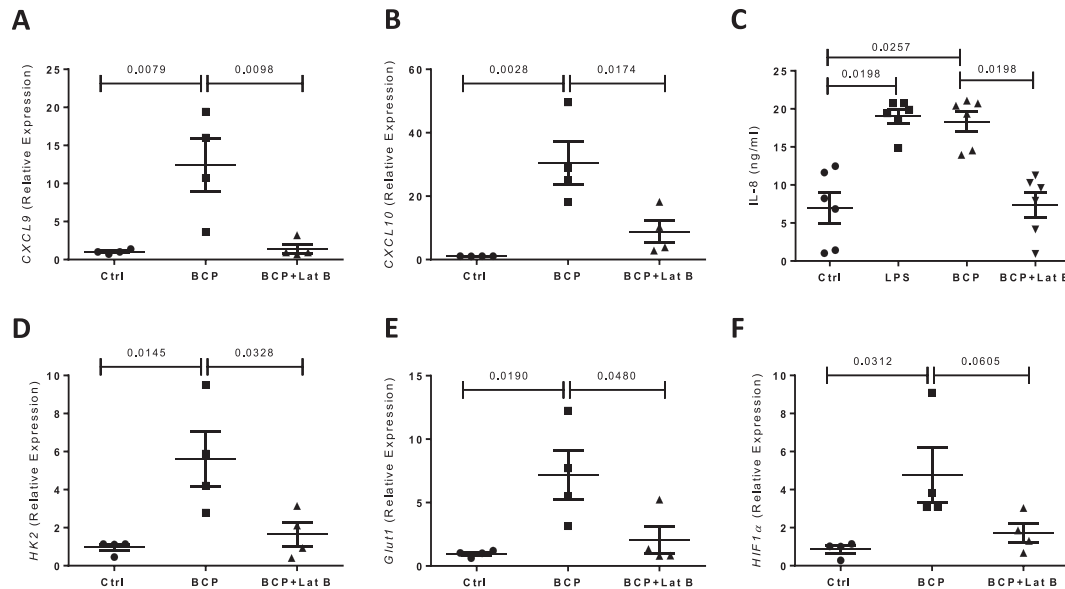 A
CXCL9 (Relative Expression)
0.0079
0.0098
25
20
15
10
5
0
Ctrl
BCP
BCP+Lat B
B
CXCL10 (Relative Expression)
0.0028
0.0174
60
40
20
0
Ctrl
BCP
BCP+Lat B
C
IL-8 (ng/ml)
0.0257
0.0198
0.0198
30
25
20
15
10
5
0
Ctrl
LPS
BCP
BCP+Lat B
D
HK2 (Relative Expression)
0.0145
0.0328
10
8
6
4
2
0
Ctrl
BCP
BCP+Lat B
E
Glut1 (Relative Expression)
0.0190
0.0480
15
10
5
0
Ctrl
BCP
BCP+Lat B
F
HIF1α (Relative Expression)
0.0312
0.0605
10
8
6
4
2
0
Ctrl
BCP
BCP+Lat B